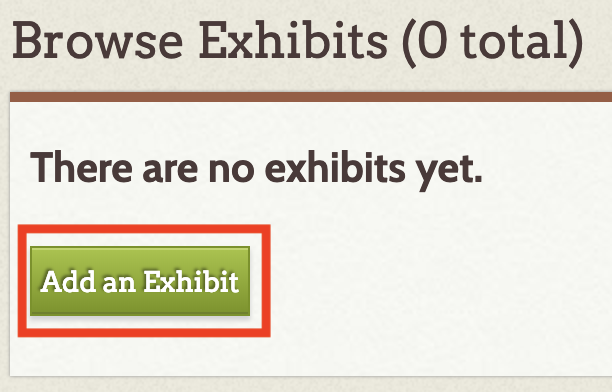 Browse Exhibits (0 total)
There are no exhibits yet.
Add an Exhibit